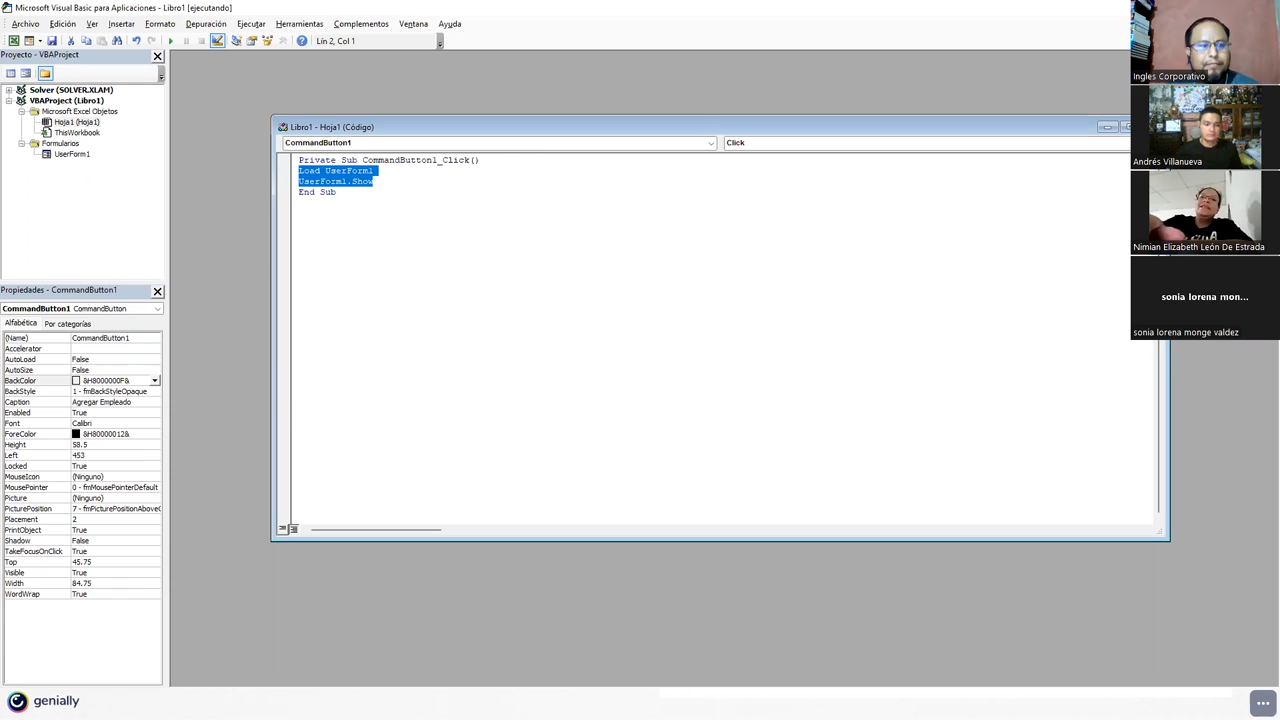 Microsoft Visual Basic para Aplicaciones - Libro1 [ejecutando]
Archivo Edición Ver Insertar Formato Depuración Ejecutar Herramientas Complementos Ventana Ayuda
Lín 2, Col 1
Proyecto - VBAProject
Solver (SOLVER.XLAM)
VBAProject (Libro1)
Microsoft Excel Objetos
Hoja1 (Hoja1)
ThisWorkbook
Formularios
UserForm1
Propiedades - CommandButton1
CommandButton1 CommandButton
Alfabética Por categorías
(Name) CommandButton1
Accelerator
AutoLoad False
AutoSize False
BackColor &H8000000F&
BackStyle 1 - fmBackStyleOpaque
Caption Agregar Empleado
Enabled True
Font Calibri
ForeColor &H80000012&
Height 58.5
Left 453
Locked True
MouseIcon (Ninguno)
MousePointer 0 - fmMousePointerDefault
Picture (Ninguno)
PicturePosition 7 - fmPicturePositionAboveC
Placement 2
PrintObject True
Shadow False
TakeFocusOnClick True
Top 45.75
Visible True
Width 84.75
WordWrap True
Libro1 - Hoja1 (Código)
CommandButton1 Click
Private Sub CommandButton1_Click()
Load UserForm1
UserForm1.Show
End Sub
Ingles Corporativo
Andrés Villanueva
Nimian Elizabeth León De Estrada
sonia lorena mon...
sonia lorena monge valdez
genially